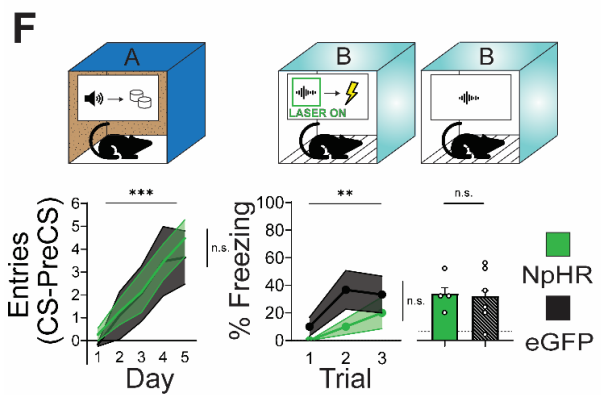 F
A
B
B
LASER ON
***
**
n.s.
Entries
(CS-PreCS)
6
5
4
3
2
1
0
n.s.
1 2 3 4 5
Day
% Freezing
100
80
60
40
20
0
n.s.
1 2 3
Trial
NpHR
eGFP